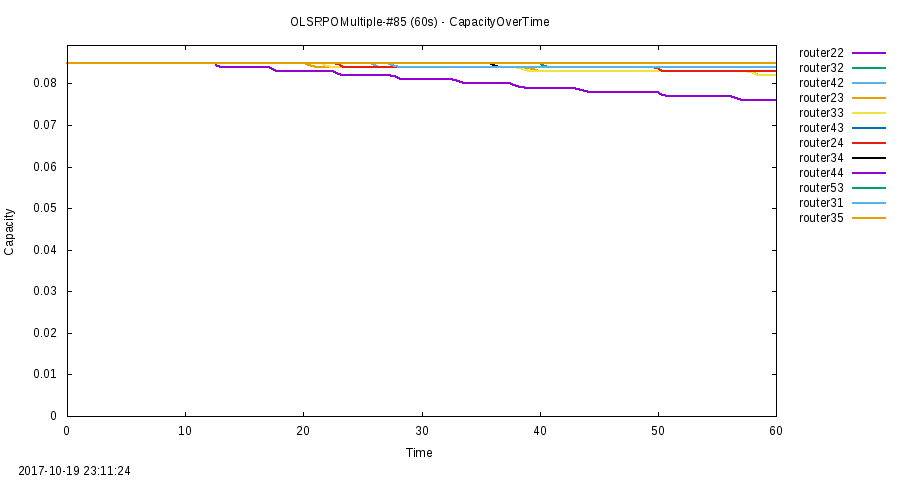 OLSRPOMultiple-#85 (60s) - CapacityOverTime
router22
router32
router42
router23
router33
router43
router24
router34
router44
router53
router31
router35
0.08
0.07
0.06
0.05
0.04
0.03
0.02
0.01
0
Capacity
0 10 20 30 40 50 60
Time
2017-10-19 23:11:24